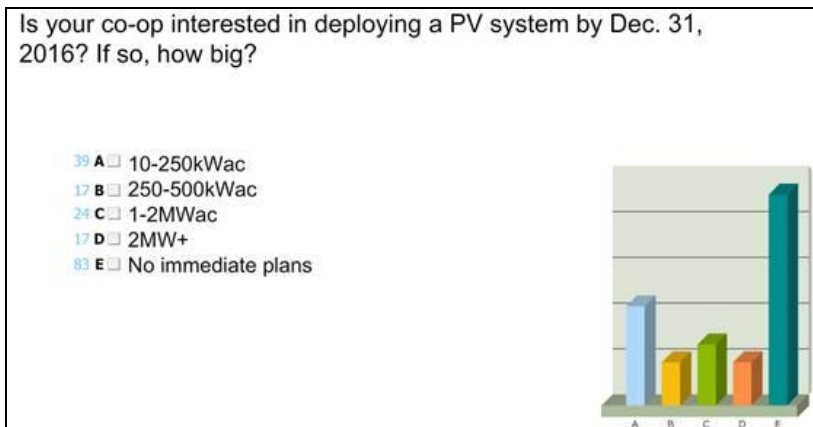 Is your co-op interested in deploying a PV system by Dec. 31,
2016? If so, how big?
39 A 10-250kWac
17 B 250-500kWac
24 C 1-2MWac
17 D 2MW+
83 E No immediate plans
A B C D E